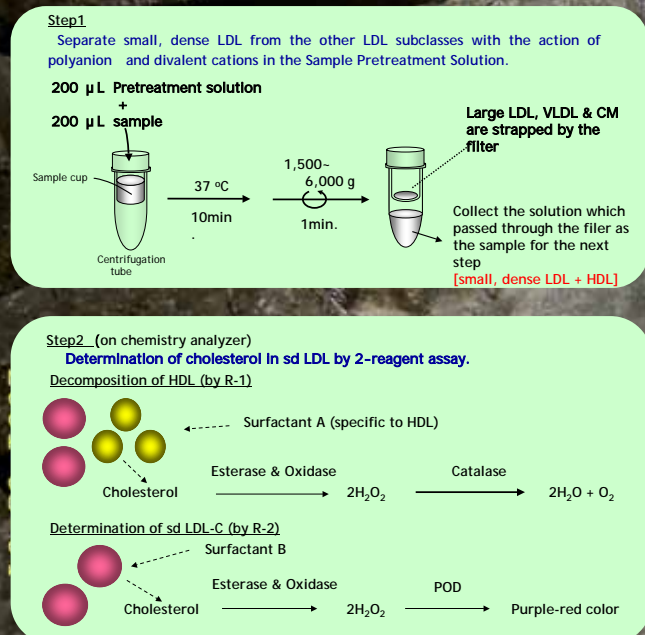 Step1
Separate small, dense LDL from the other LDL subclasses with the action of
polyanion and divalent cations in the Sample Pretreatment Solution.
200 µL Pretreatment solution
+
200 µL sample
Sample cup
Centrifugation
tube
37 ºC
10min
.
1,500~
6,000 g
1min.
Large LDL, VLDL & CM
are strapped by the
filter
Collect the solution which
passed through the filer as
the sample for the next
step
[small, dense LDL + HDL]
Step2 (on chemistry analyzer)
Determination of cholesterol in sd LDL by 2-reagent assay.
Decomposition of HDL (by R-1)
Surfactant A (specific to HDL)
Cholesterol
Esterase & Oxidase
2H₂O₂
Catalase
2H₂O + O₂
Determination of sd LDL-C (by R-2)
Surfactant B
Cholesterol
Esterase & Oxidase
2H₂O₂
POD
Purple-red color